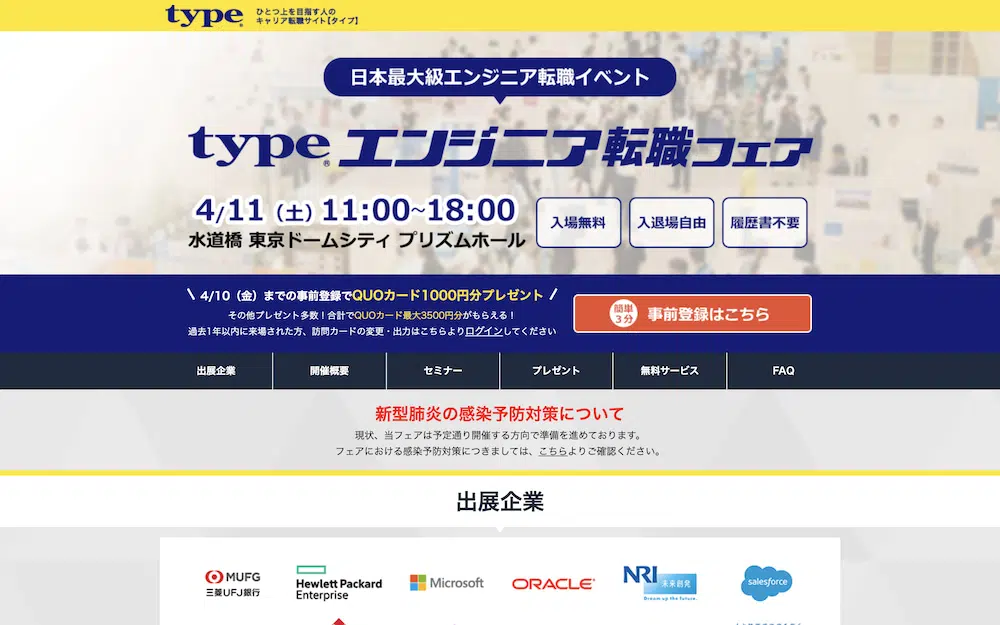 type
ひとつ上を目指す人の
キャリア転職サイト【タイプ】
日本最大級エンジニア転職イベント
type エンジニア転職フェア
4/11（土）11:00~18:00
水道橋 東京ドームシティ プリズムホール
入場無料
入退場自由
履歴書不要
4/10（金）までの事前登録でQUOカード1000円分プレゼント
その他プレゼント多数！合計でQUOカード最大3500円分がもらえる！
過去1年以内に来場された方、訪問カードの変更・出力はこちらよりログインしてください
簡単
3分
事前登録はこちら
出展企業
開催概要
セミナー
プレゼント
無料サービス
FAQ
新型肺炎の感染予防対策について
現状、当フェアは予定通り開催する方向で準備を進めております。
フェアにおける感染予防対策につきましては、こちらよりご確認ください。
出展企業
MUFG
三菱UFJ銀行
Hewlett Packard
Enterprise
Microsoft
ORACLE
NRI
未来創発
Dream up the future.
salesforce